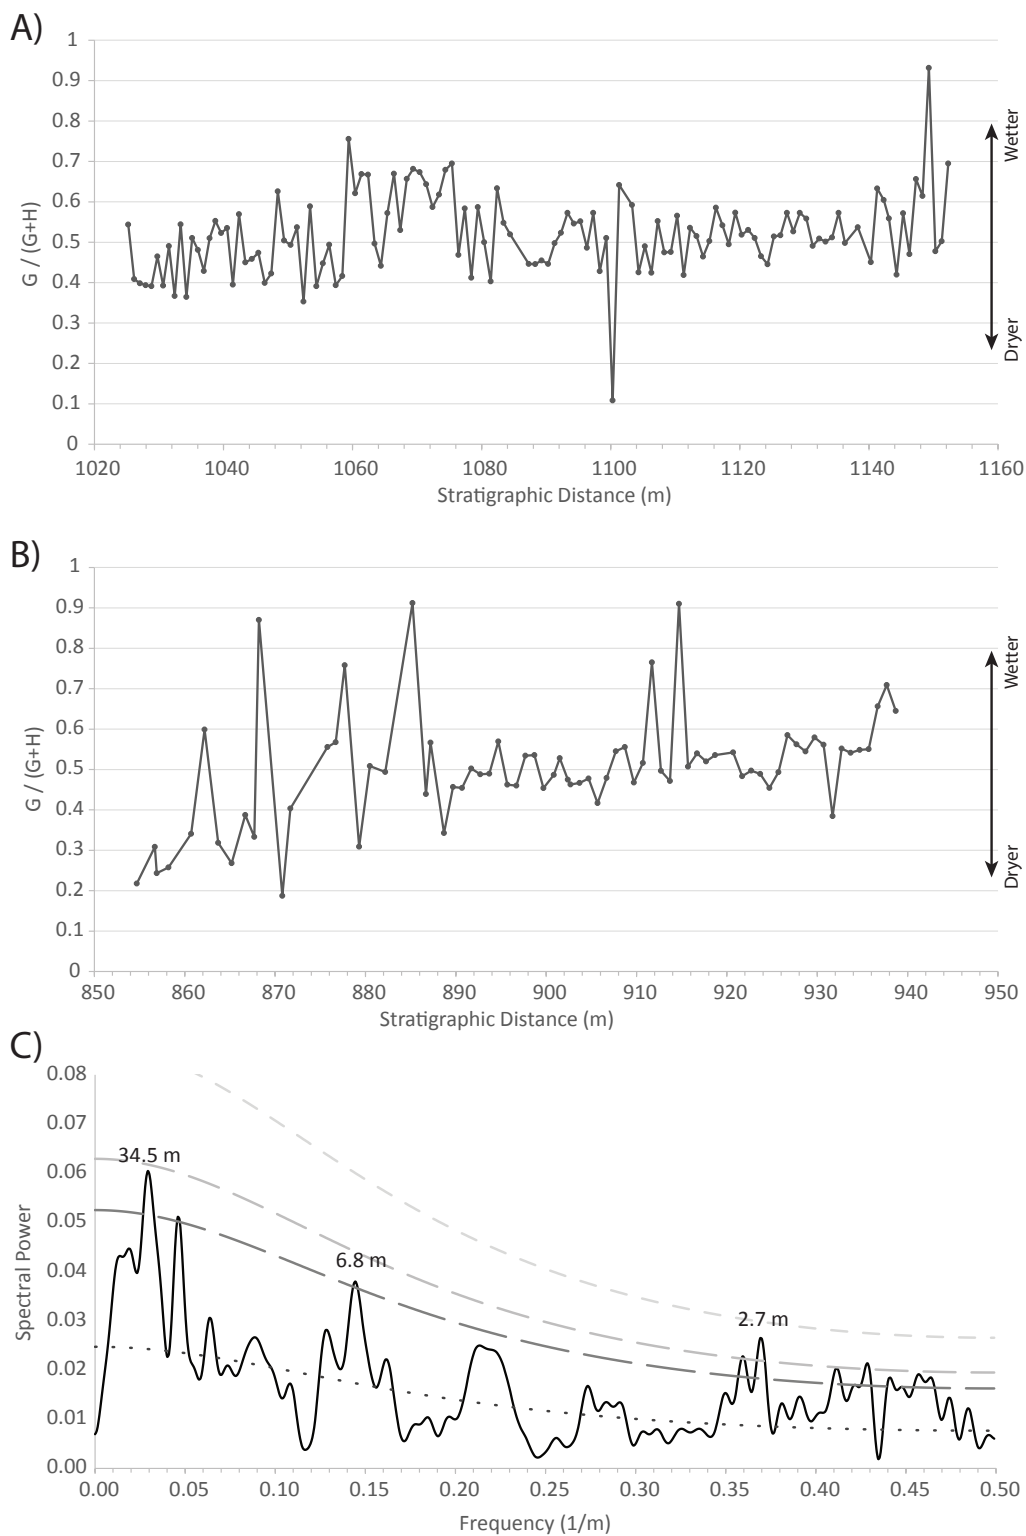 A)
1
0.9
0.8
0.7
0.6
0.5
0.4
0.3
0.2
0.1
0
G / (G+H)
Wetter
Dryer
1020 1040 1060 1080 1100 1120 1140 1160
Stratigraphic Distance (m)
B)
1
0.9
0.8
0.7
0.6
0.5
0.4
0.3
0.2
0.1
0
G / (G+H)
Wetter
Dryer
850 860 870 880 890 900 910 920 930 940 950
Stratigraphic Distance (m)
C)
0.08
0.07
0.06
0.05
0.04
0.03
0.02
0.01
0.00
Spectral Power
34.5 m
6.8 m
2.7 m
0.00 0.05 0.10 0.15 0.20 0.25 0.30 0.35 0.40 0.45 0.50
Frequency (1/m)